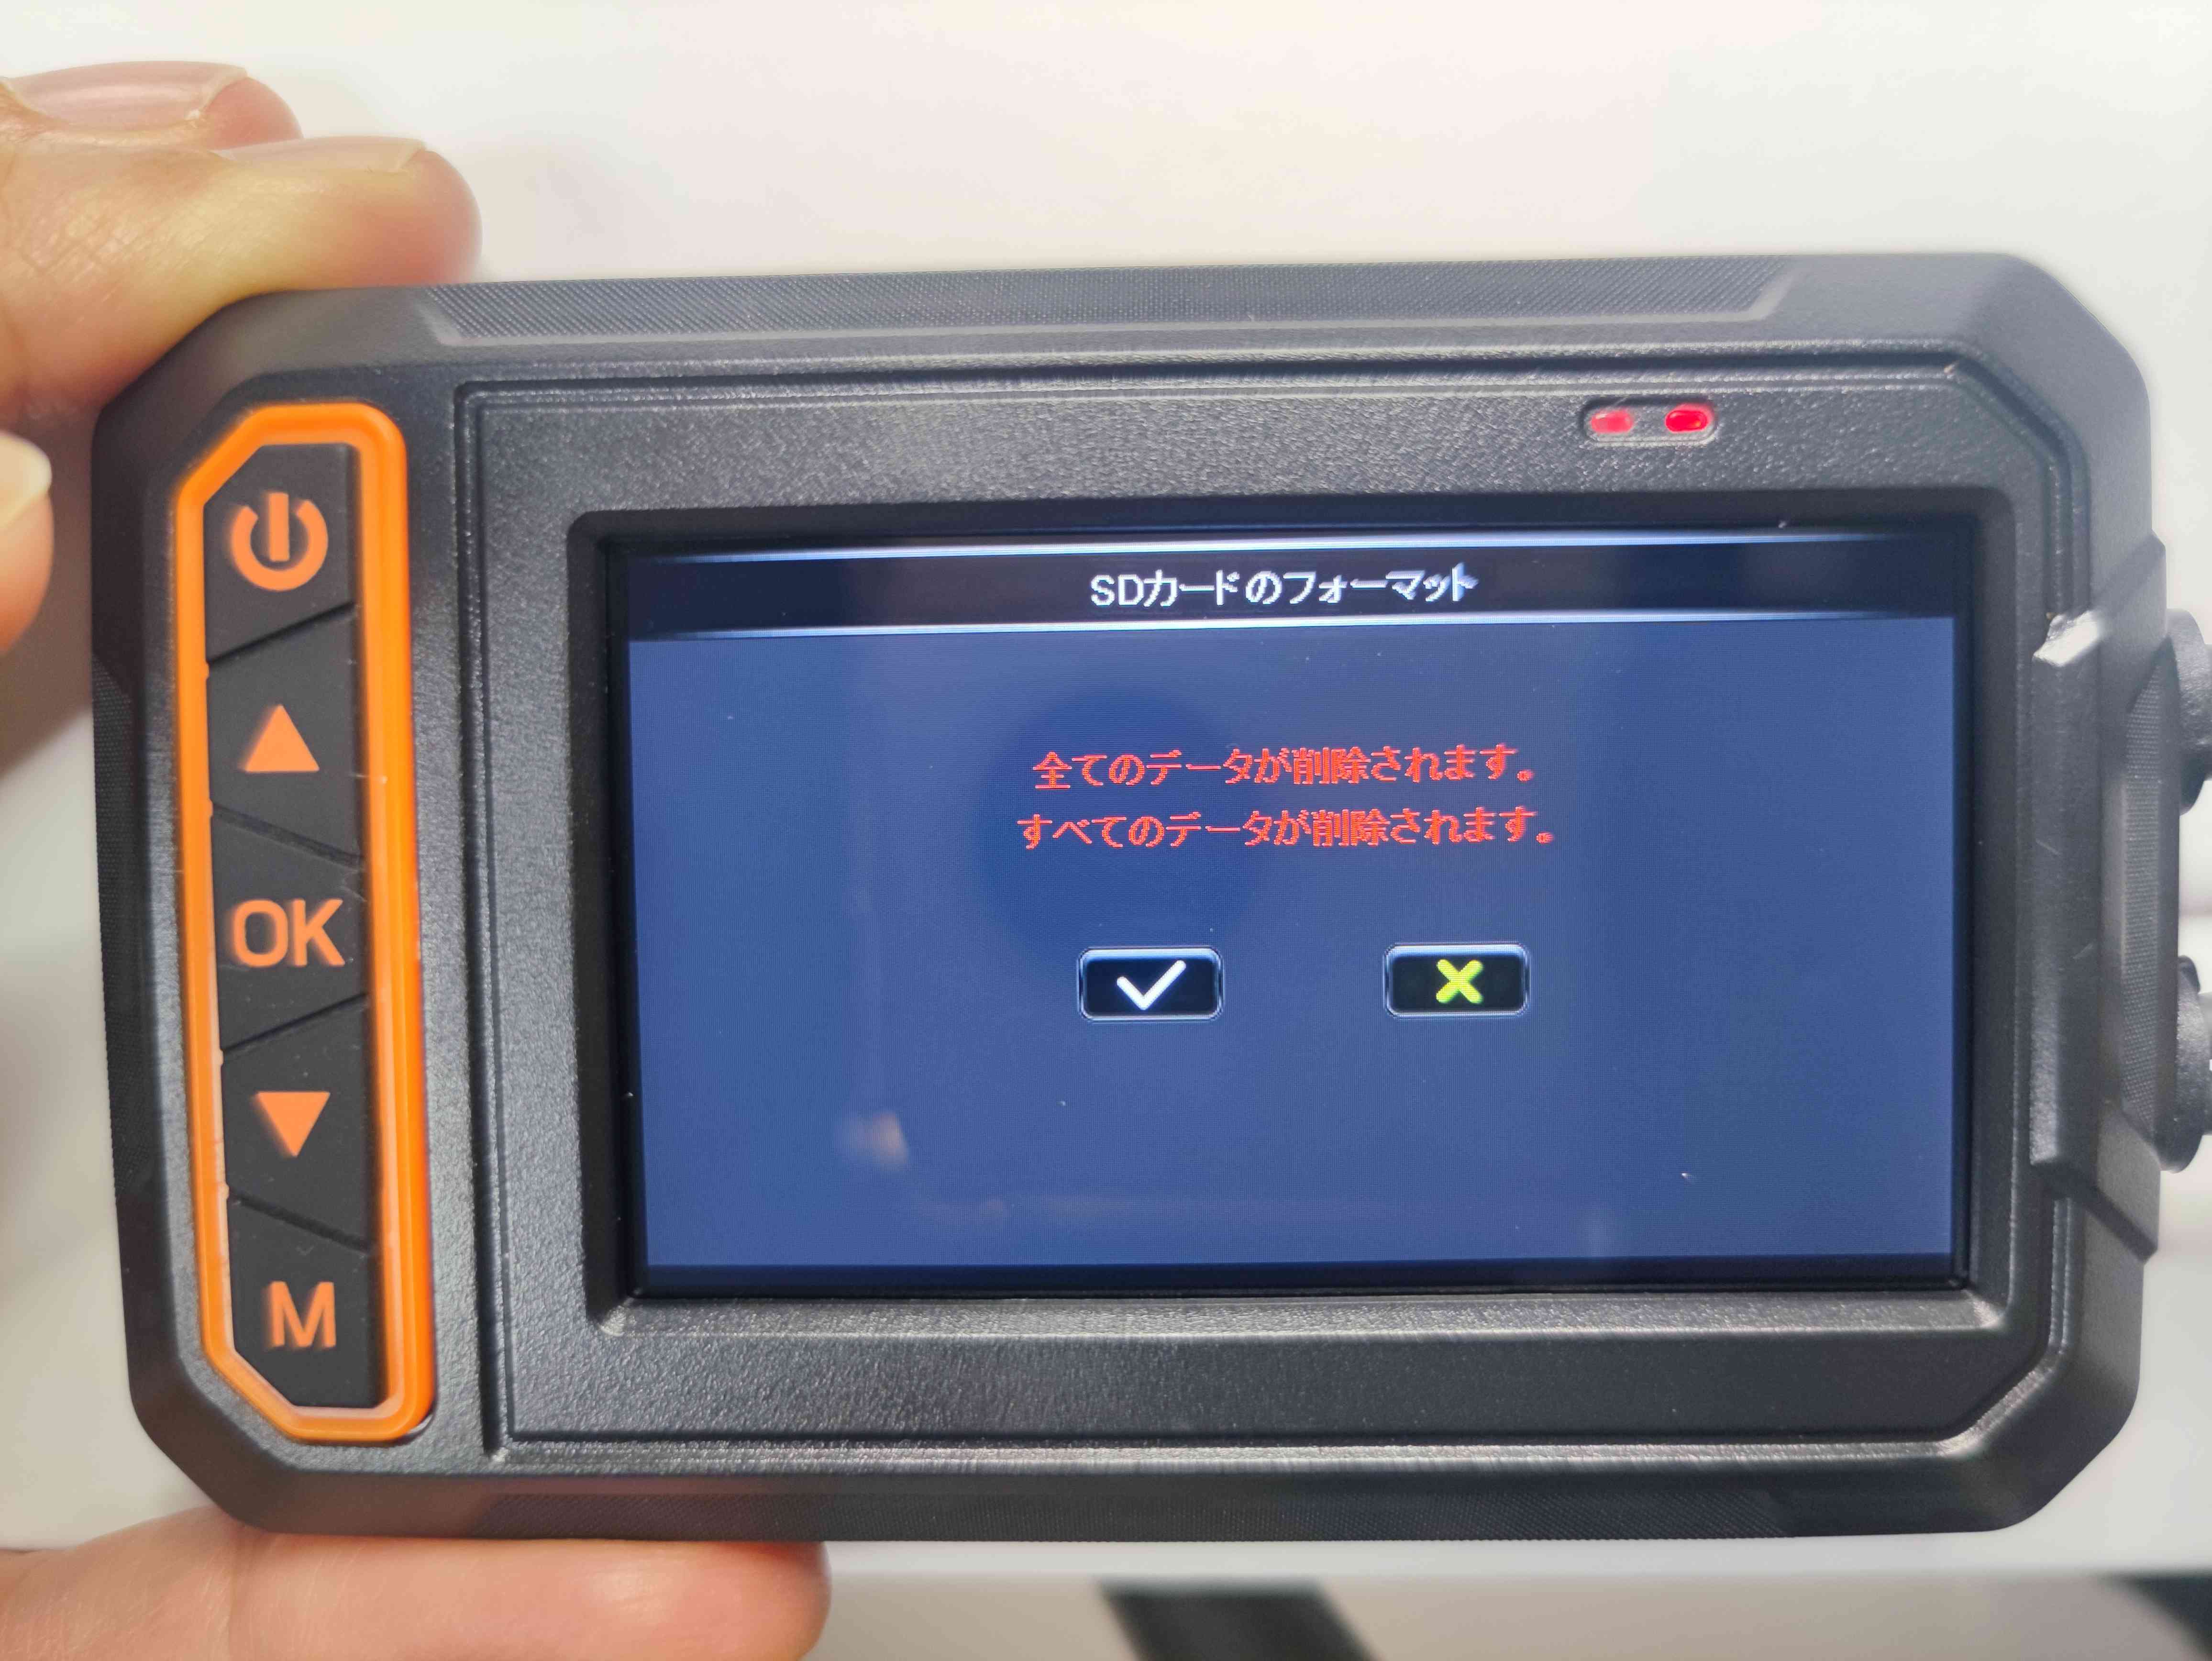 SDカードのフォーマット
全てのデータが削除されます。
すべてのデータが削除されます。
OK
M